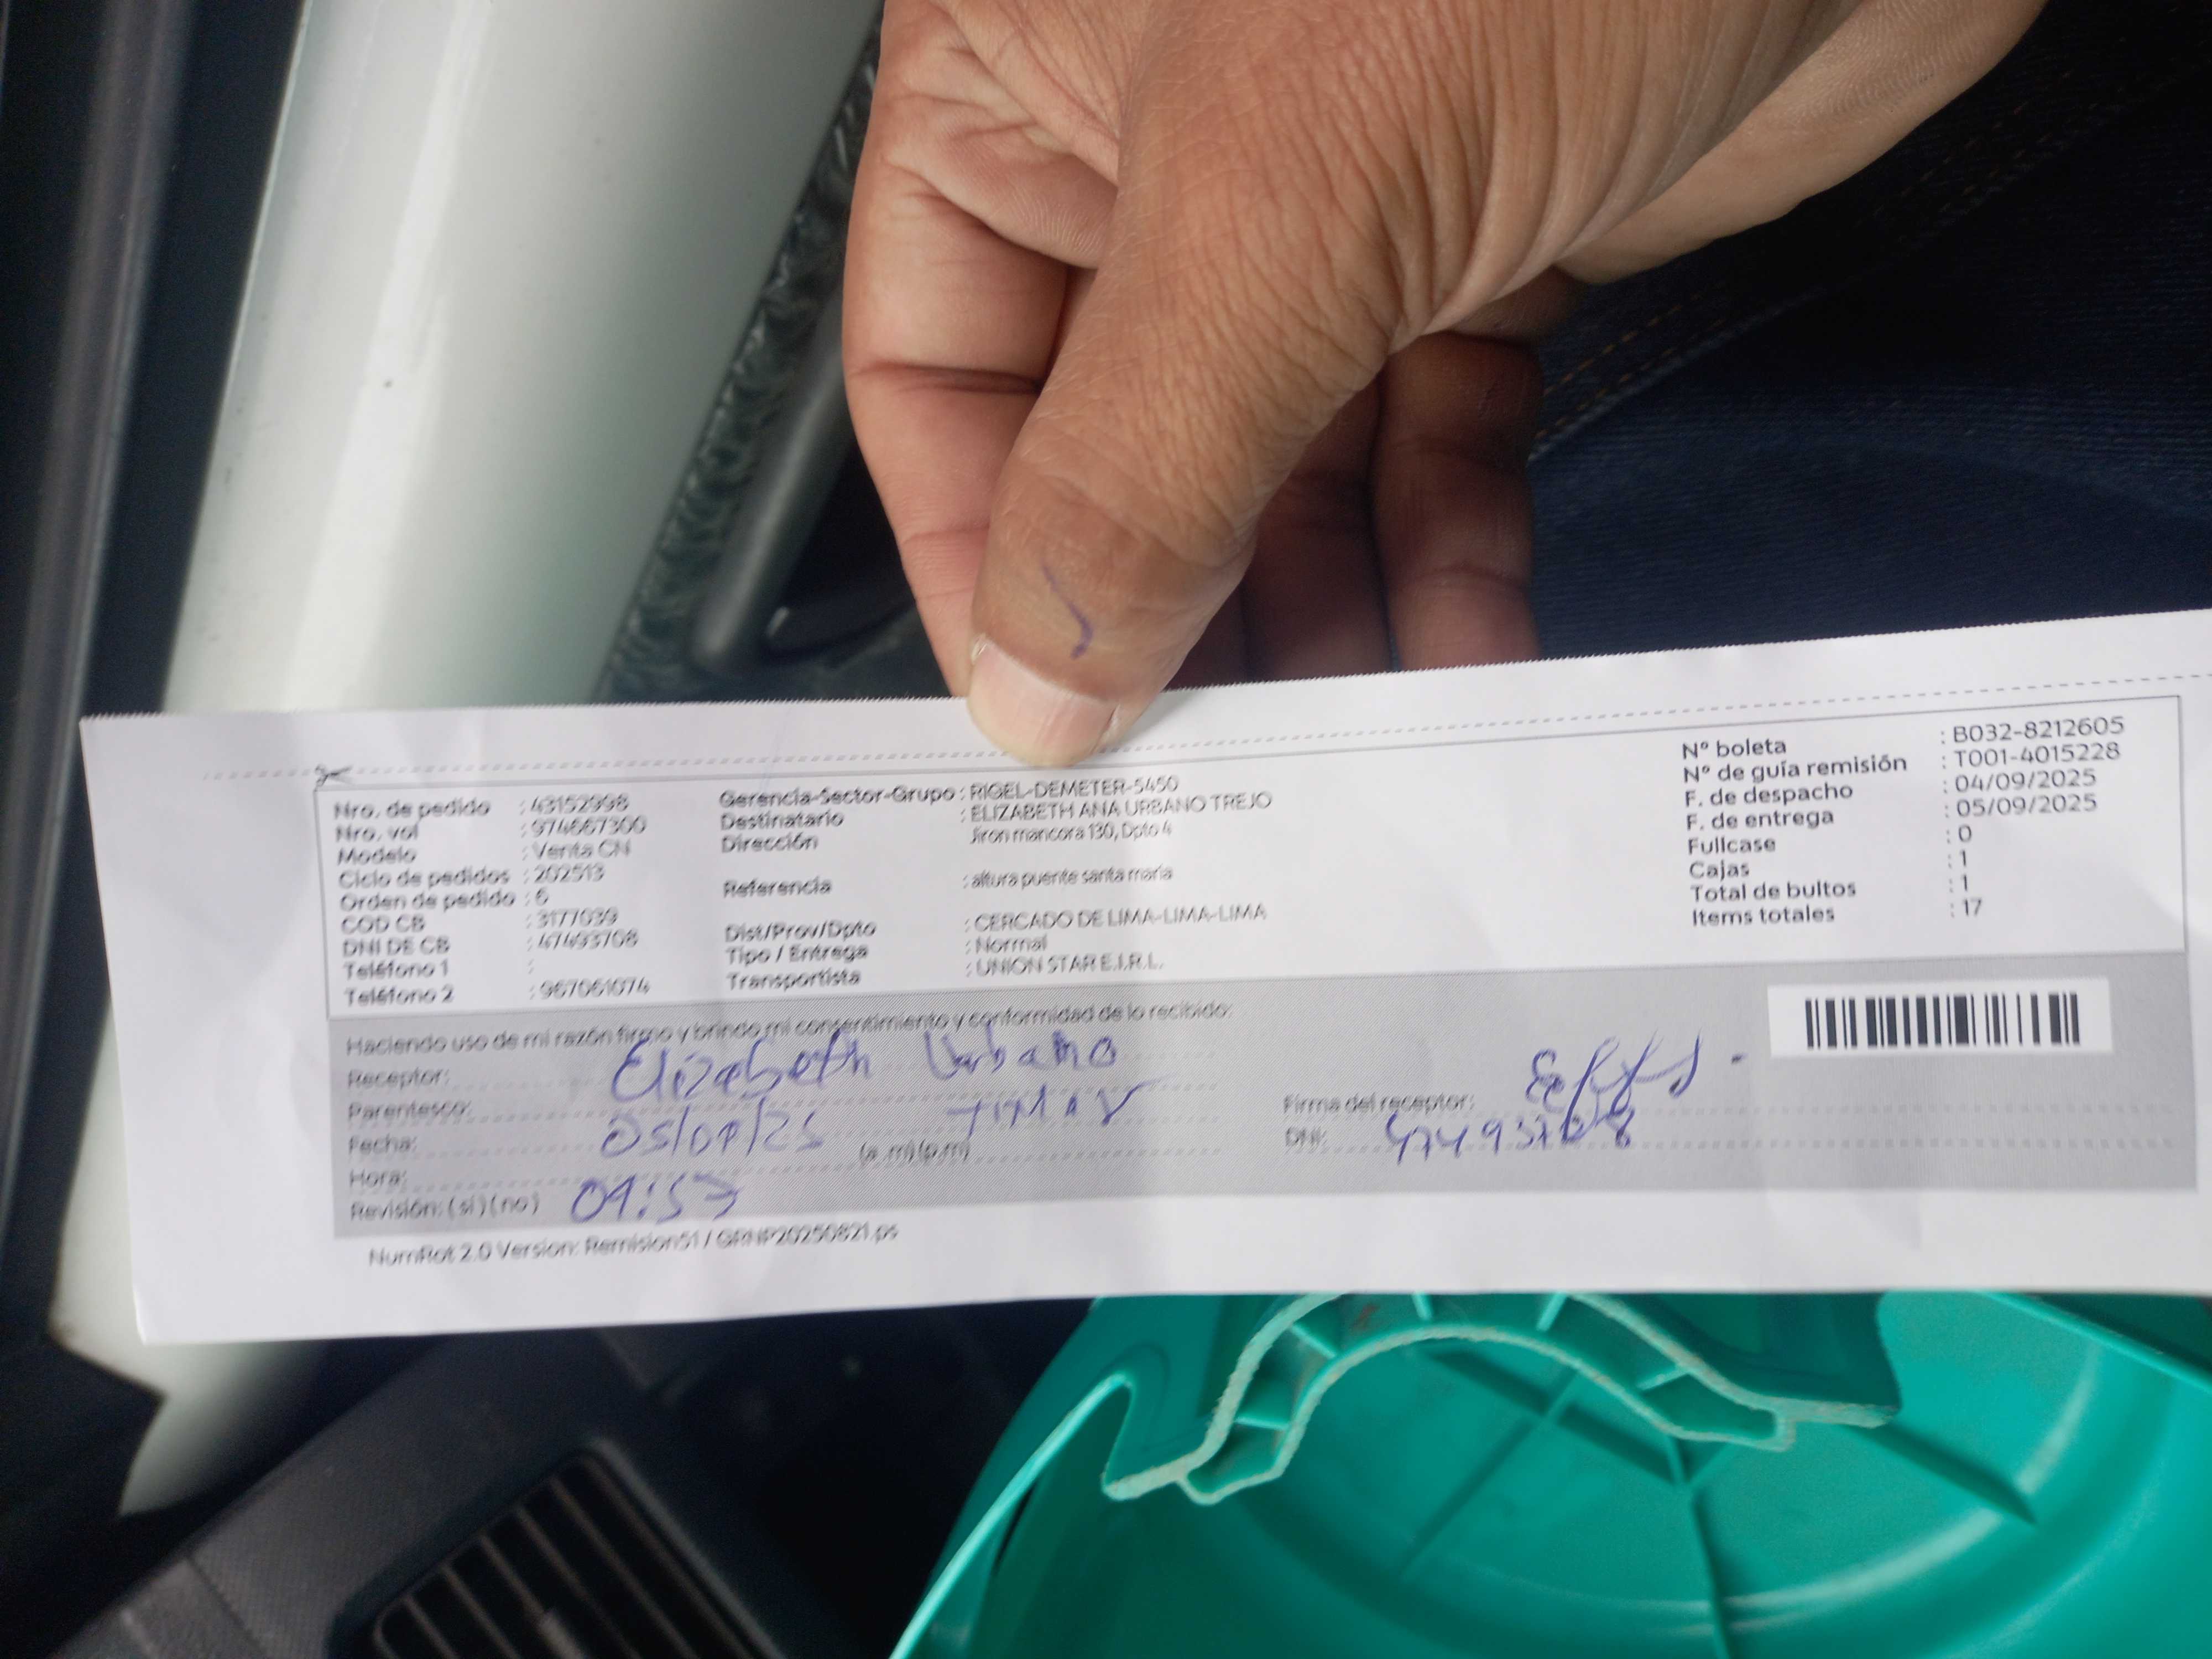 Nro. de pedido : 43152998
Nro. vol : 974667300
Modelo : Venta CN
Ciclo de pedidos : 202513
Orden de pedido : 6
COD CB : 3177039
DNI DE CB : 47493708
Teléfono 1 :
Teléfono 2 : 967061074
Gerencia-Sector-Grupo : RIGEL-DEMETER-5450
Destinatario : ELIZABETH ANA URBANO TREJO
Dirección Jiron mancora 130, Dpto 4
Referencia : altura puente santa maria
Dist/Prov/Dpto : CERCADO DE LIMA-LIMA-LIMA
Tipo / Entrega : Normal
Transportista : UNION STAR E.I.R.L.
Nº boleta : B032-8212605
Nº de guía remisión : T001-4015228
F. de despacho : 04/09/2025
F. de entrega : 05/09/2025
Fullcase : 0
Cajas : 1
Total de bultos : 1
Items totales : 17
Haciendo uso de mi razón firmo y brindo mi consentimiento y conformidad de lo recibido:
Receptor: Elizabeth Urbano
Parentesco:
Fecha: 05/09/25
Hora: (a .m) (p.m)
Revisión: ( si ) ( no ) 09:57
Firma del receptor:
DNI: 47493708
NumRot 2.0 Version: Remision51 / GRNP20250821.ps